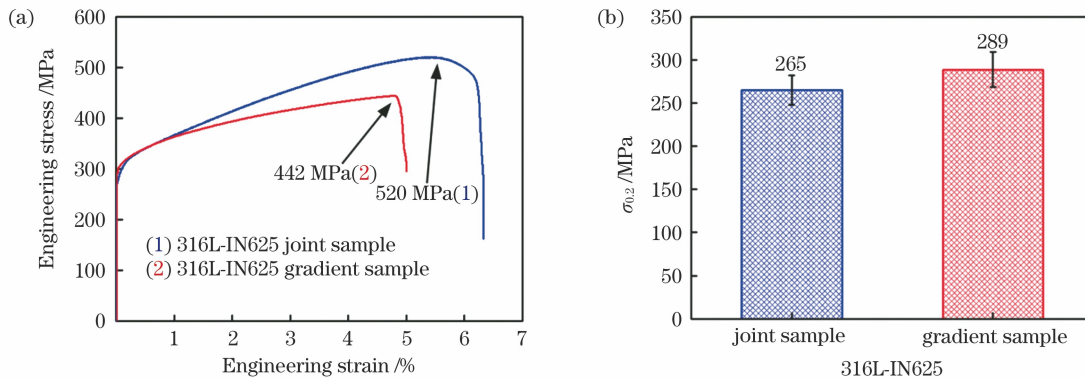 (a)
600
500
400
300
200
100
0
Engineering stress /MPa
442 MPa(2)
520 MPa(1)
(1) 316L-IN625 joint sample
(2) 316L-IN625 gradient sample
1 2 3 4 5 6 7
Engineering strain /%
(b)
350
300
250
200
150
100
50
0
σ0.2 /MPa
265
289
joint sample
gradient sample
316L-IN625